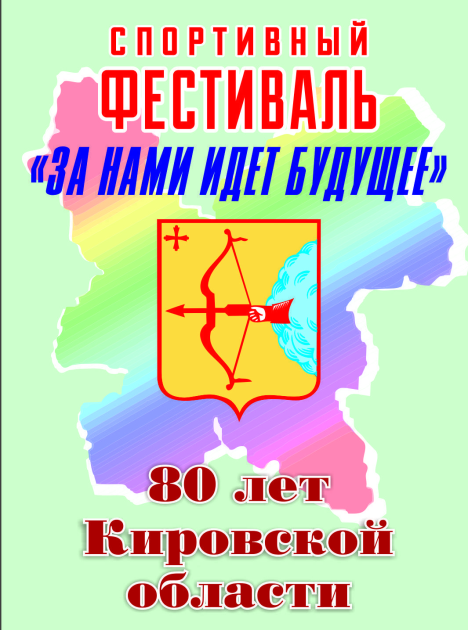 СПОРТИВНЫЙ
ФЕСТИВАЛЬ
«ЗА НАМИ ИДЕТ БУДУЩЕЕ»
80 лет
Кировской
области